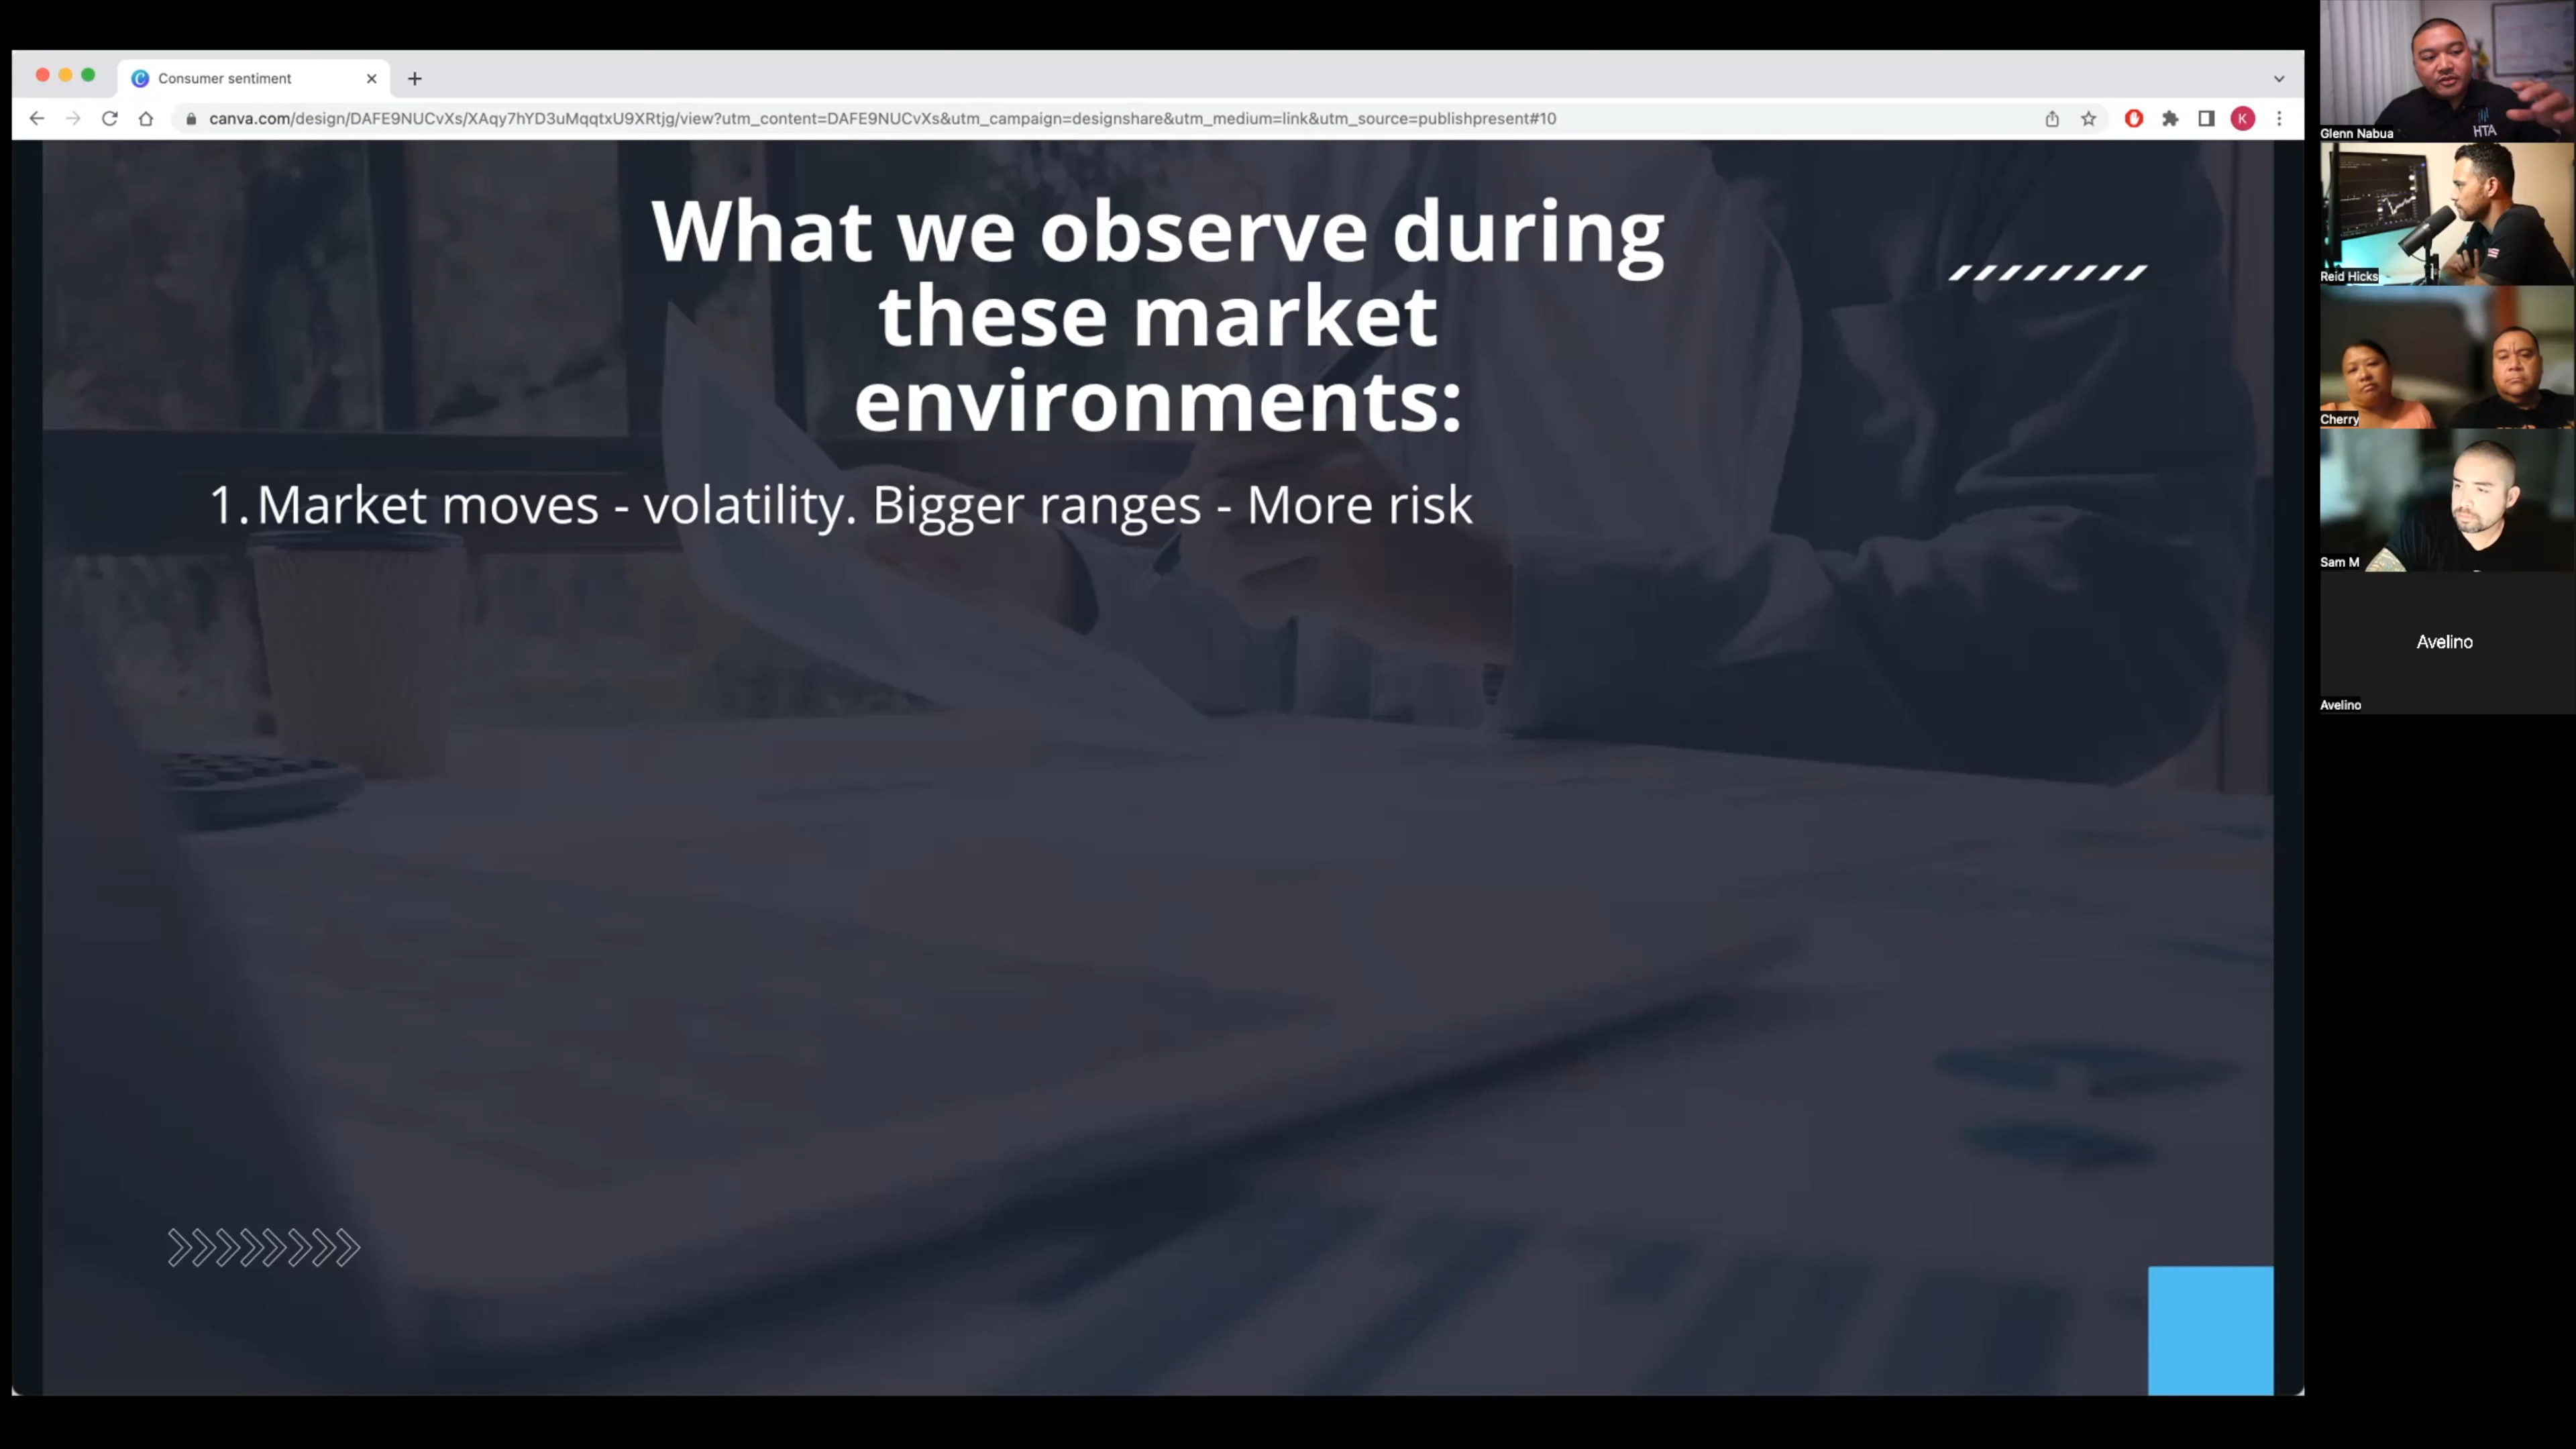 Consumer sentiment
canva.com/design/DAFE9NUCvXs/XAqy7hYD3uMqqtxU9XRtjg/view?utm_content=DAFE9NUCvXs&utm_campaign=designshare&utm_medium=link&utm_source=publishpresent#10
K
What we observe during
these market
environments:
1. Market moves - volatility. Bigger ranges - More risk
HTA
Glenn Nabua
Reid Hicks
Cherry
Sam M
Avelino
Avelino